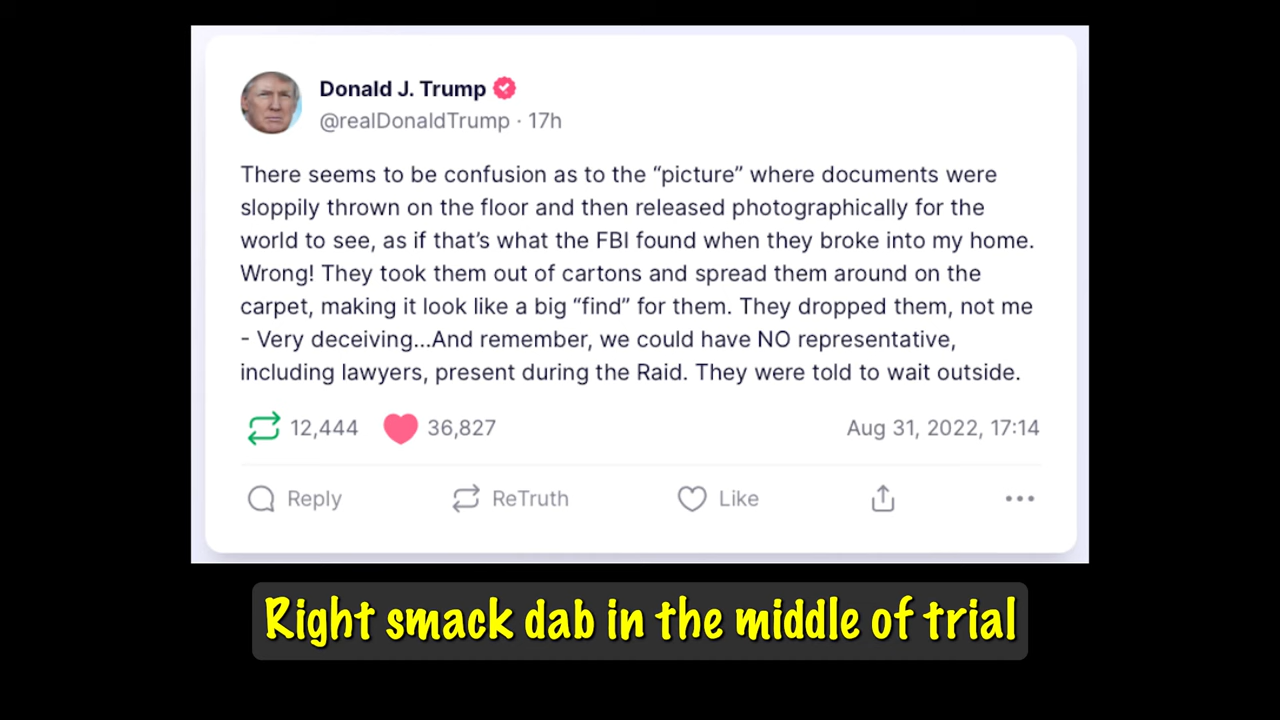 Donald J. Trump
@realDonaldTrump · 17h
There seems to be confusion as to the “picture” where documents were
sloppily thrown on the floor and then released photographically for the
world to see, as if that’s what the FBI found when they broke into my home.
Wrong! They took them out of cartons and spread them around on the
carpet, making it look like a big “find” for them. They dropped them, not me
- Very deceiving...And remember, we could have NO representative,
including lawyers, present during the Raid. They were told to wait outside.
12,444 36,827 Aug 31, 2022, 17:14
Reply ReTruth Like
Right smack dab in the middle of trial